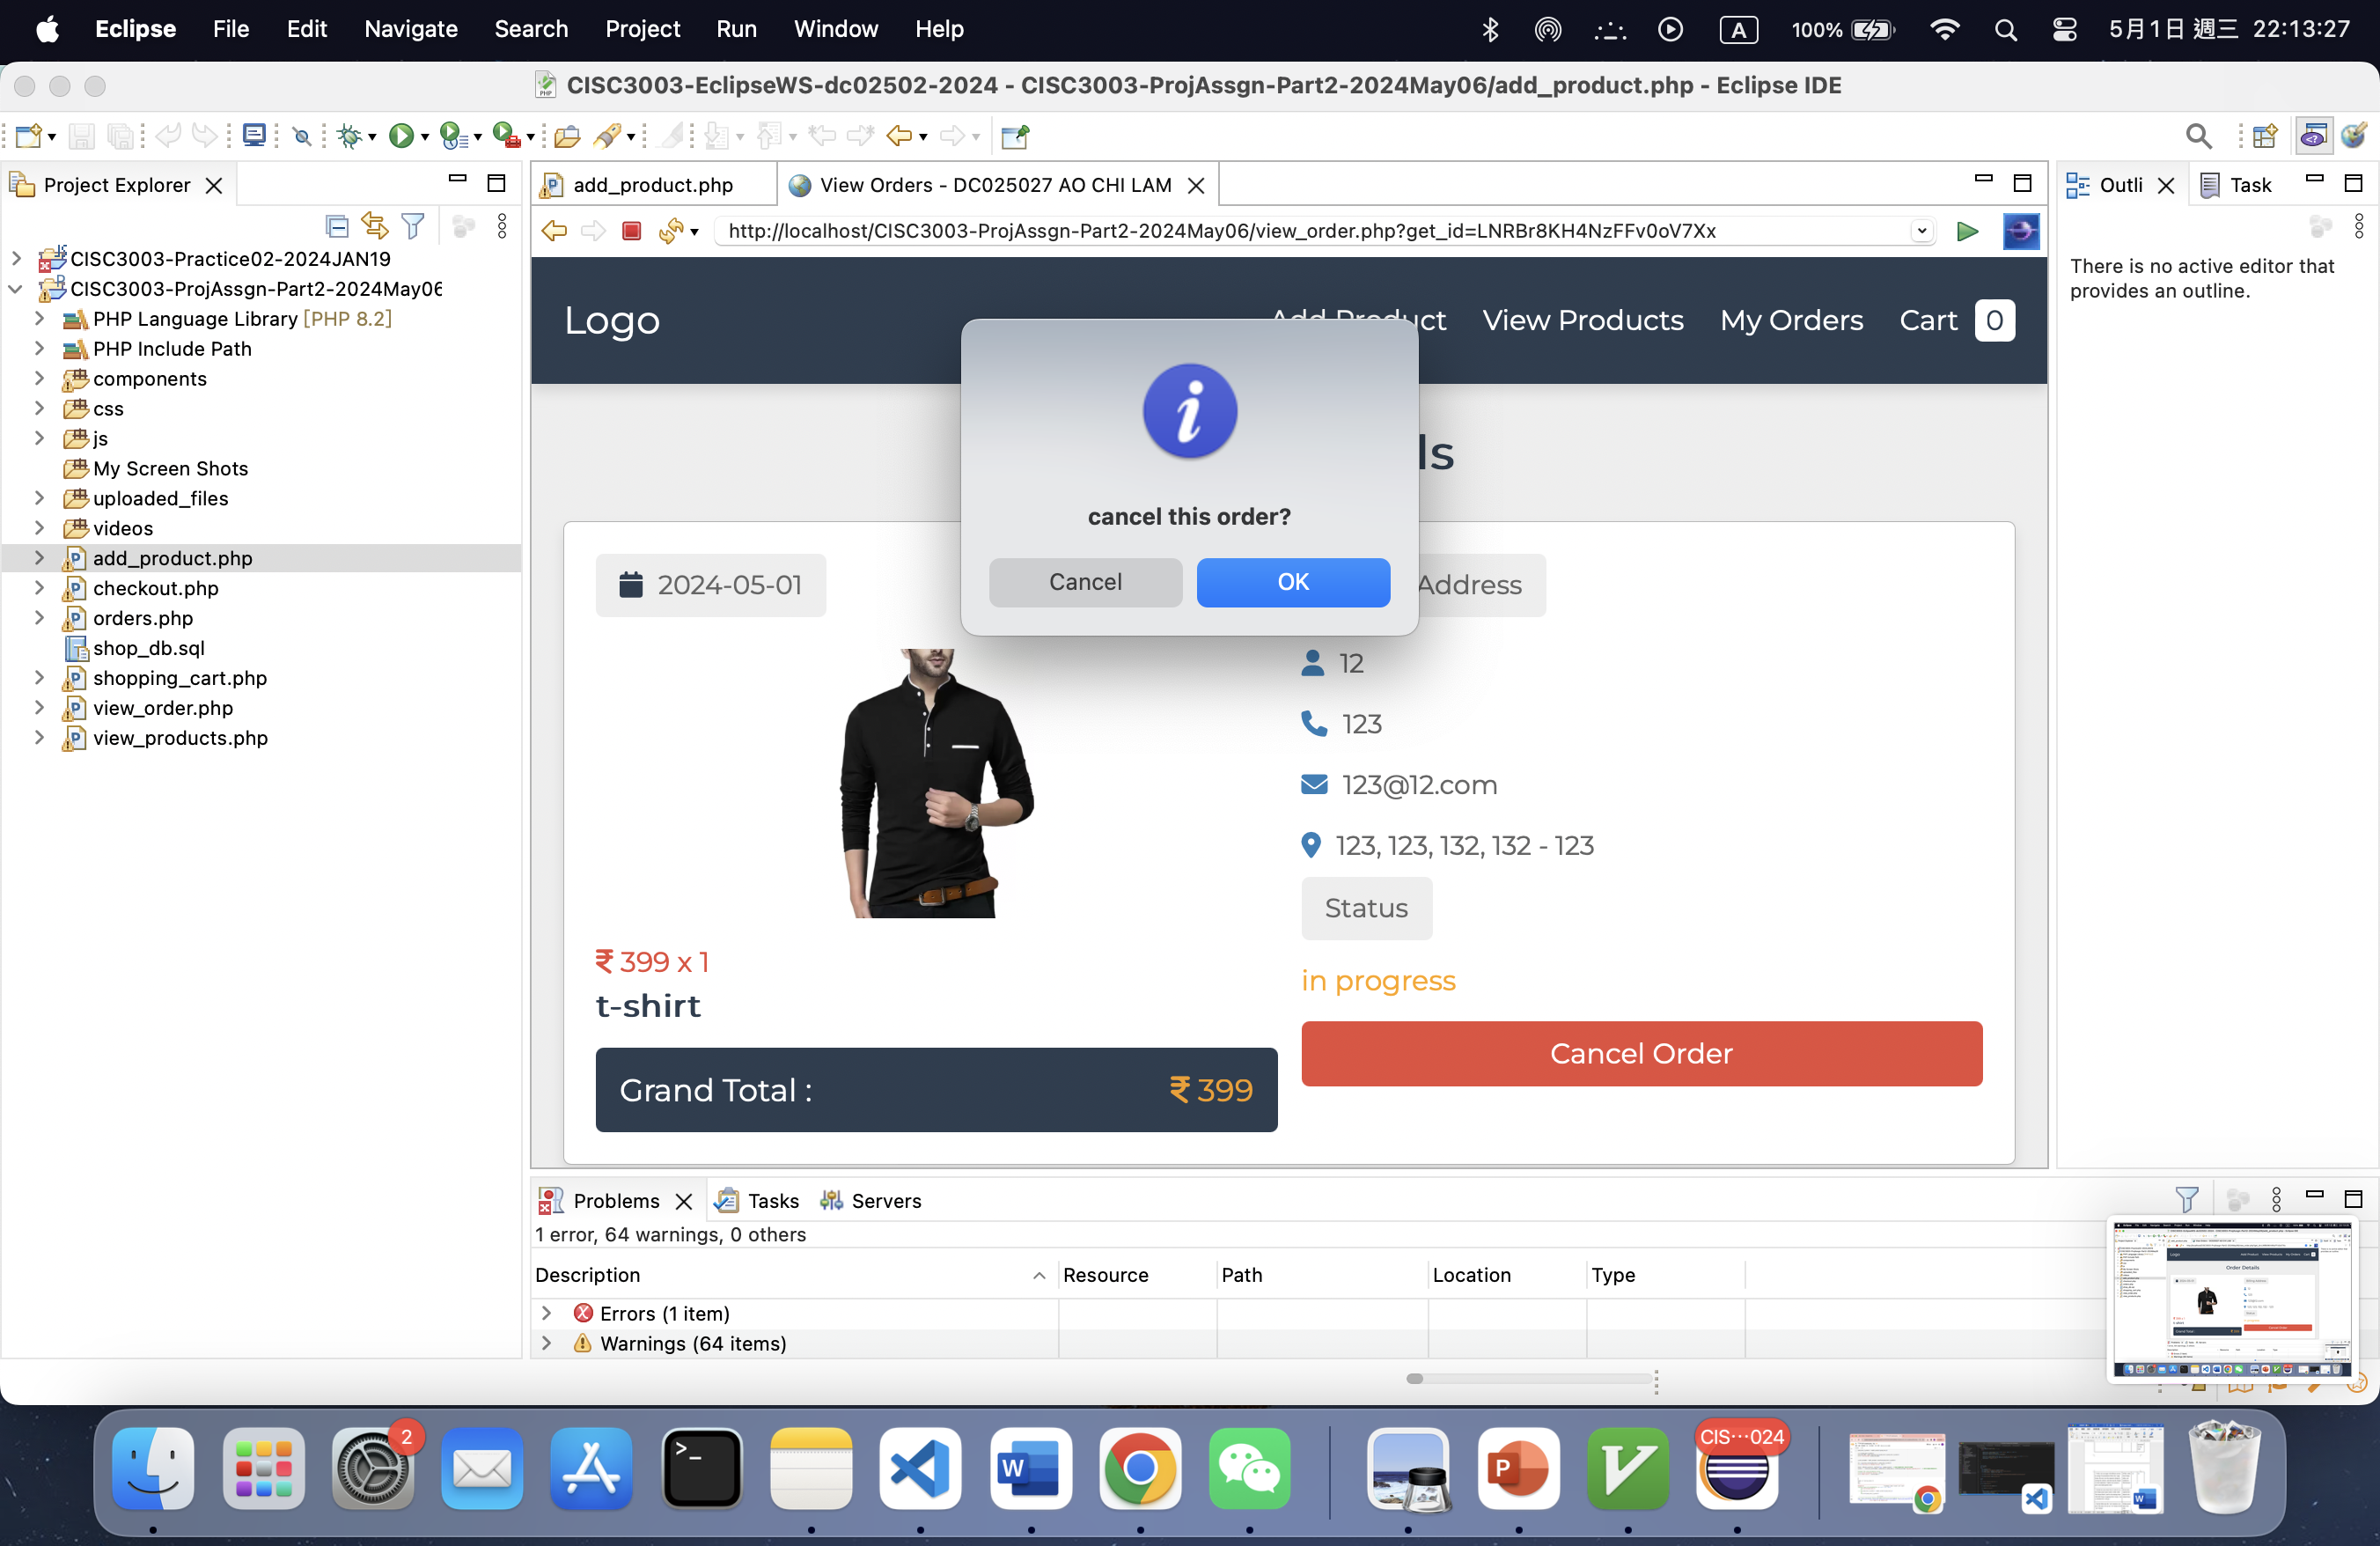 Eclipse File Edit Navigate Search Project Run Window Help
A 100% 5月1日 週三 22:13:27
CISC3003-EclipseWS-dc02502-2024 - CISC3003-ProjAssgn-Part2-2024May06/add_product.php - Eclipse IDE
Project Explorer
CISC3003-Practice02-2024JAN19
CISC3003-ProjAssgn-Part2-2024May06
PHP Language Library [PHP 8.2]
PHP Include Path
components
css
js
My Screen Shots
uploaded_files
videos
add_product.php
checkout.php
orders.php
shop_db.sql
shopping_cart.php
view_order.php
view_products.php
add_product.php
View Orders - DC025027 AO CHI LAM
http://localhost/CISC3003-ProjAssgn-Part2-2024May06/view_order.php?get_id=LNRBr8KH4NzFFv0oV7Xx
Logo
Add Product View Products My Orders Cart 0
ls
cancel this order?
Cancel OK
2024-05-01
Address
12
123
123@12.com
123, 123, 132, 132 - 123
Status
in progress
Cancel Order
₹ 399 x 1
t-shirt
Grand Total : ₹ 399
Outli Task
There is no active editor that
provides an outline.
Problems Tasks Servers
1 error, 64 warnings, 0 others
Description Resource Path Location Type
Errors (1 item)
Warnings (64 items)
2
CIS···024